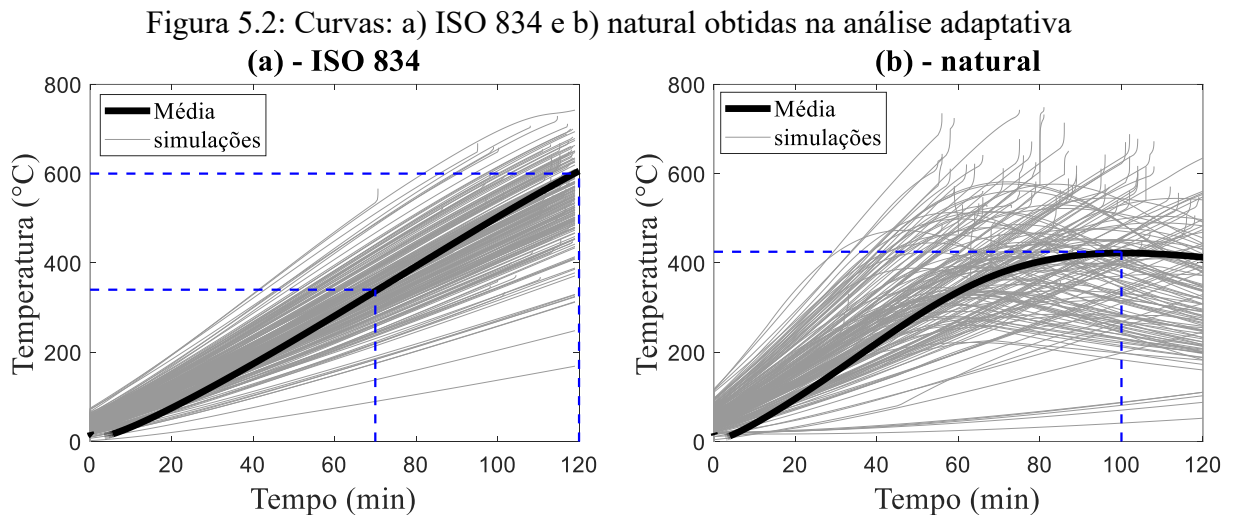 Figura 5.2: Curvas: a) ISO 834 e b) natural obtidas na análise adaptativa
(a) - ISO 834
800
600
400
200
0
Temperatura (°C)
Média
simulações
0 20 40 60 80 100 120
Tempo (min)
(b) - natural
800
600
400
200
0
Temperatura (°C)
Média
simulações
0 20 40 60 80 100 120
Tempo (min)